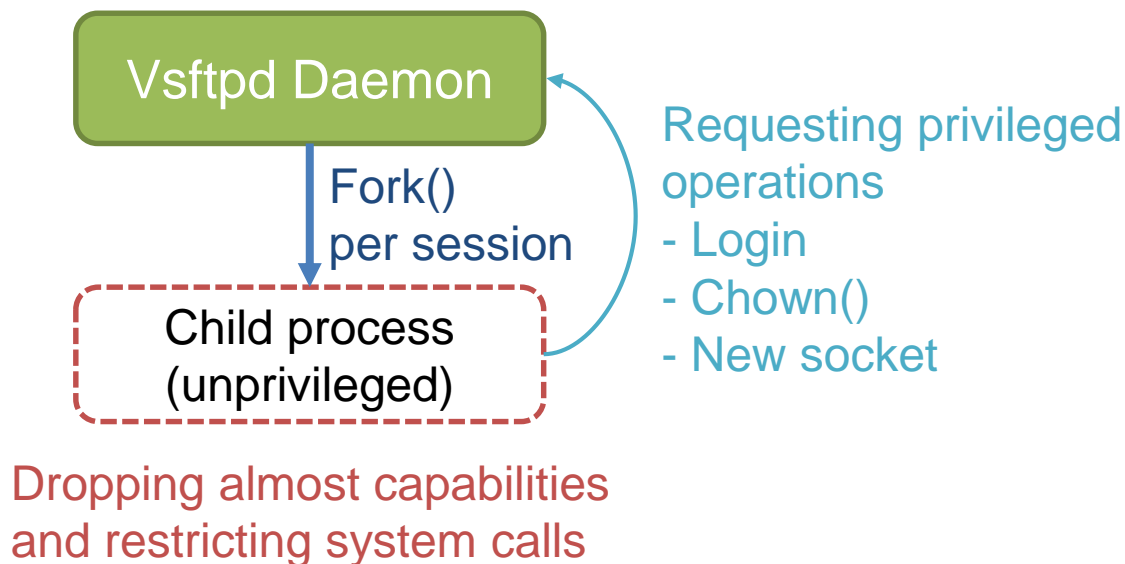 Vsftpd Daemon
Fork()
per session
Requesting privileged
operations
- Login
- Chown()
- New socket
Child process
(unprivileged)
Dropping almost capabilities
and restricting system calls